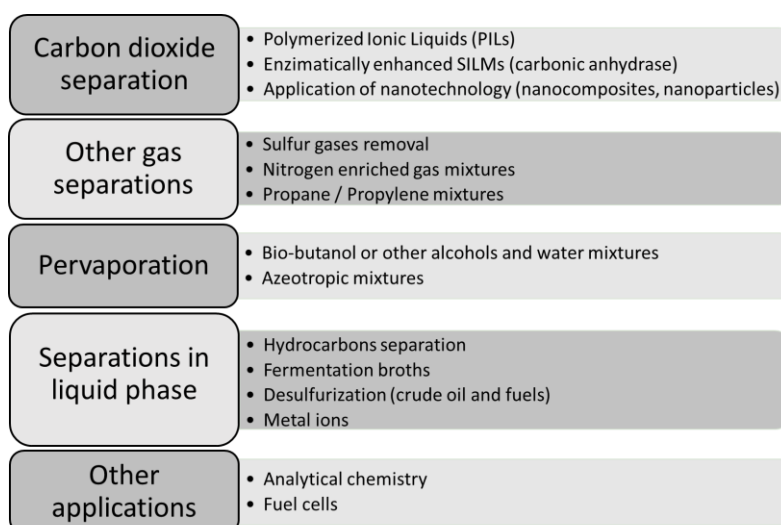 Carbon dioxide
separation
• Polymerized Ionic Liquids (PILs)
• Enzimatically enhanced SILMs (carbonic anhydrase)
• Application of nanotechnology (nanocomposites, nanoparticles)
Other gas
separations
• Sulfur gases removal
• Nitrogen enriched gas mixtures
• Propane / Propylene mixtures
Pervaporation
• Bio-butanol or other alcohols and water mixtures
• Azeotropic mixtures
Separations in
liquid phase
• Hydrocarbons separation
• Fermentation broths
• Desulfurization (crude oil and fuels)
• Metal ions
Other
applications
• Analytical chemistry
• Fuel cells